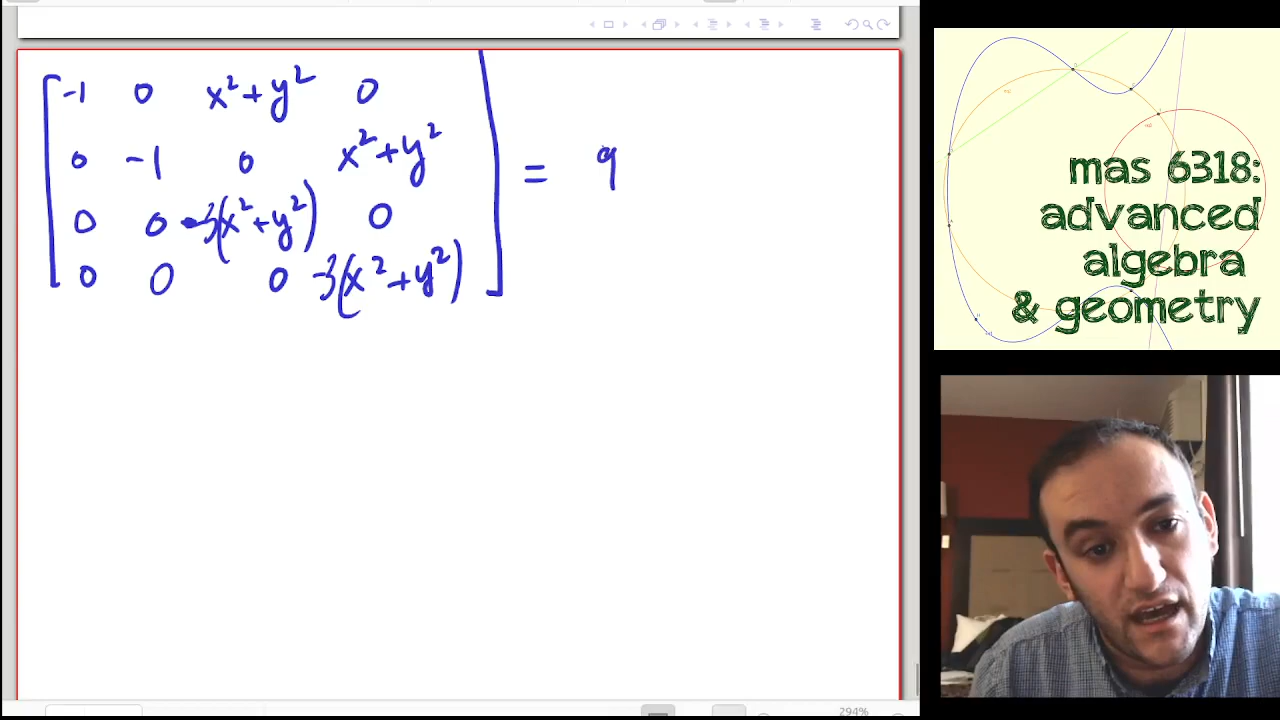 -1 0 x² + y² 0
0 -1 0 x² + y² = 9
0 0 -3(x² + y²) 0
0 0 0 -3(x² + y²)
mas 6318:
advanced
algebra
& geometry
294%